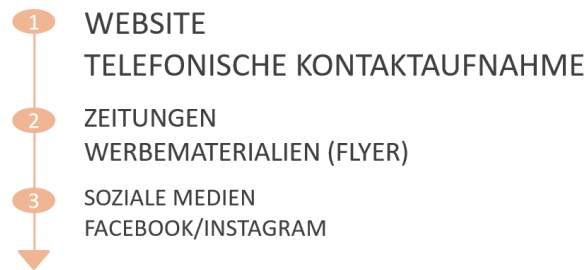 1 WEBSITE
TELEFONISCHE KONTAKTAUFNAHME
2 ZEITUNGEN
WERBEMATERIALIEN (FLYER)
3 SOZIALE MEDIEN
FACEBOOK/INSTAGRAM